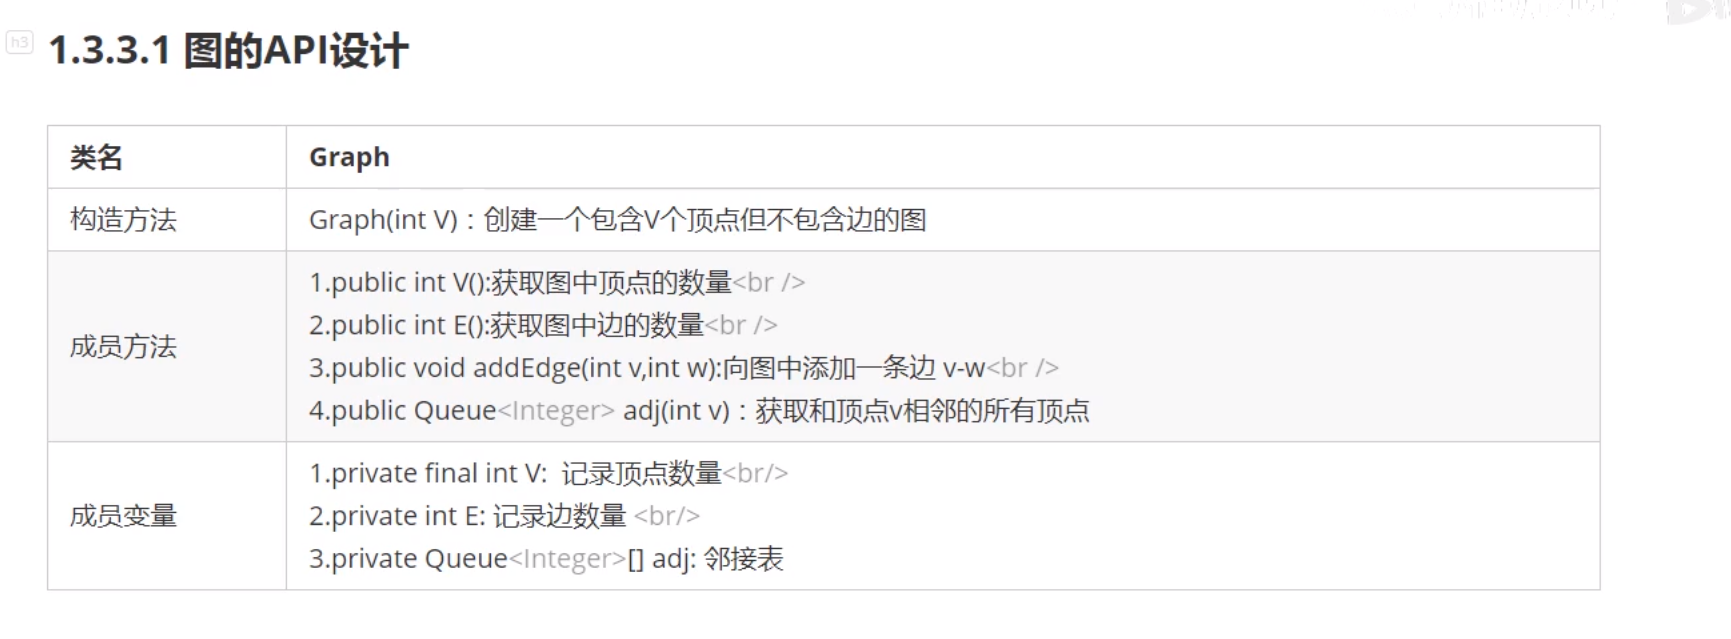 h3
1.3.3.1 图的API设计
类名 Graph
构造方法 Graph(int V)：创建一个包含V个顶点但不包含边的图
成员方法
1.public int V():获取图中顶点的数量<br />
2.public int E():获取图中边的数量<br />
3.public void addEdge(int v,int w):向图中添加一条边 v-w<br />
4.public Queue<Integer> adj(int v)：获取和顶点v相邻的所有顶点
成员变量
1.private final int V: 记录顶点数量<br/>
2.private int E: 记录边数量 <br/>
3.private Queue<Integer>[] adj: 邻接表